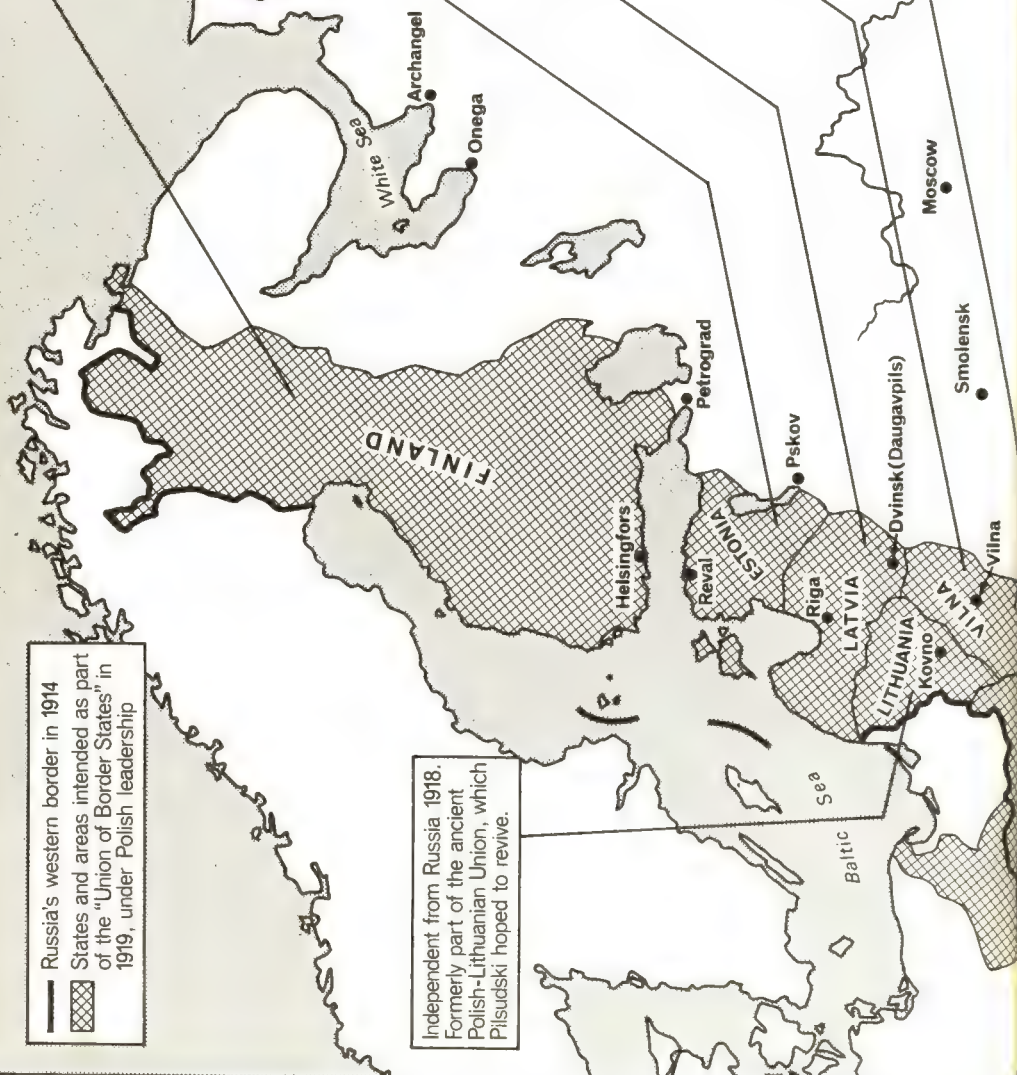 Russia's western border in 1914
States and areas intended as part
of the "Union of Border States" in
1919, under Polish leadership
Independent from Russia 1918.
Formerly part of the ancient
Polish-Lithuanian Union, which
Pilsudski hoped to revive.
White Sea
Archangel
Onega
FINLAND
Helsingfors
Petrograd
Reval
ESTONIA
Pskov
Riga
LATVIA
Dvinsk (Daugavpils)
LITHUANIA
Kovno
VILNA
Vilna
Smolensk
Moscow
Baltic Sea